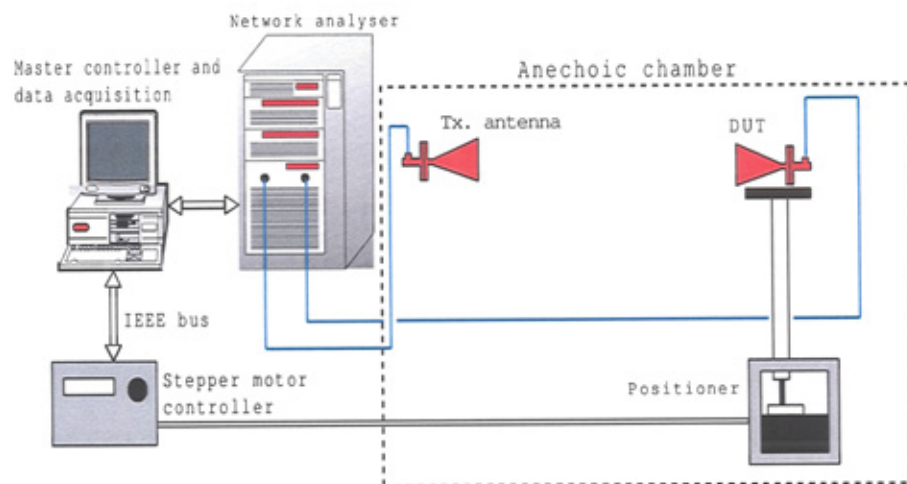 Network analyser
Master controller and
data acquisition
Anechoic chamber
Tx. antenna
DUT
IEEE bus
Stepper motor
controller
Positioner